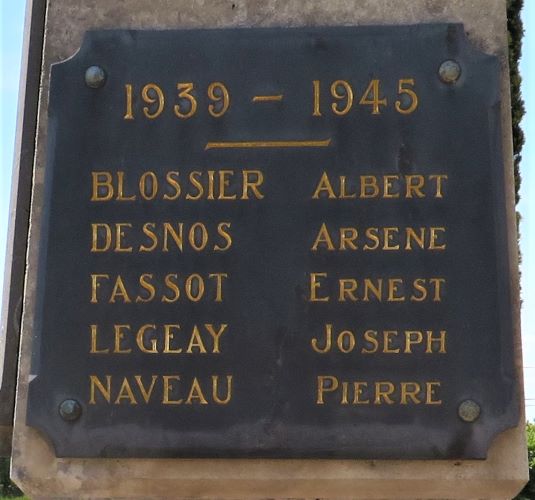 1939 - 1945
BLOSSIER ALBERT
DESNOS ARSENE
FASSOT ERNEST
LEGEAY JOSEPH
NAVEAU PIERRE